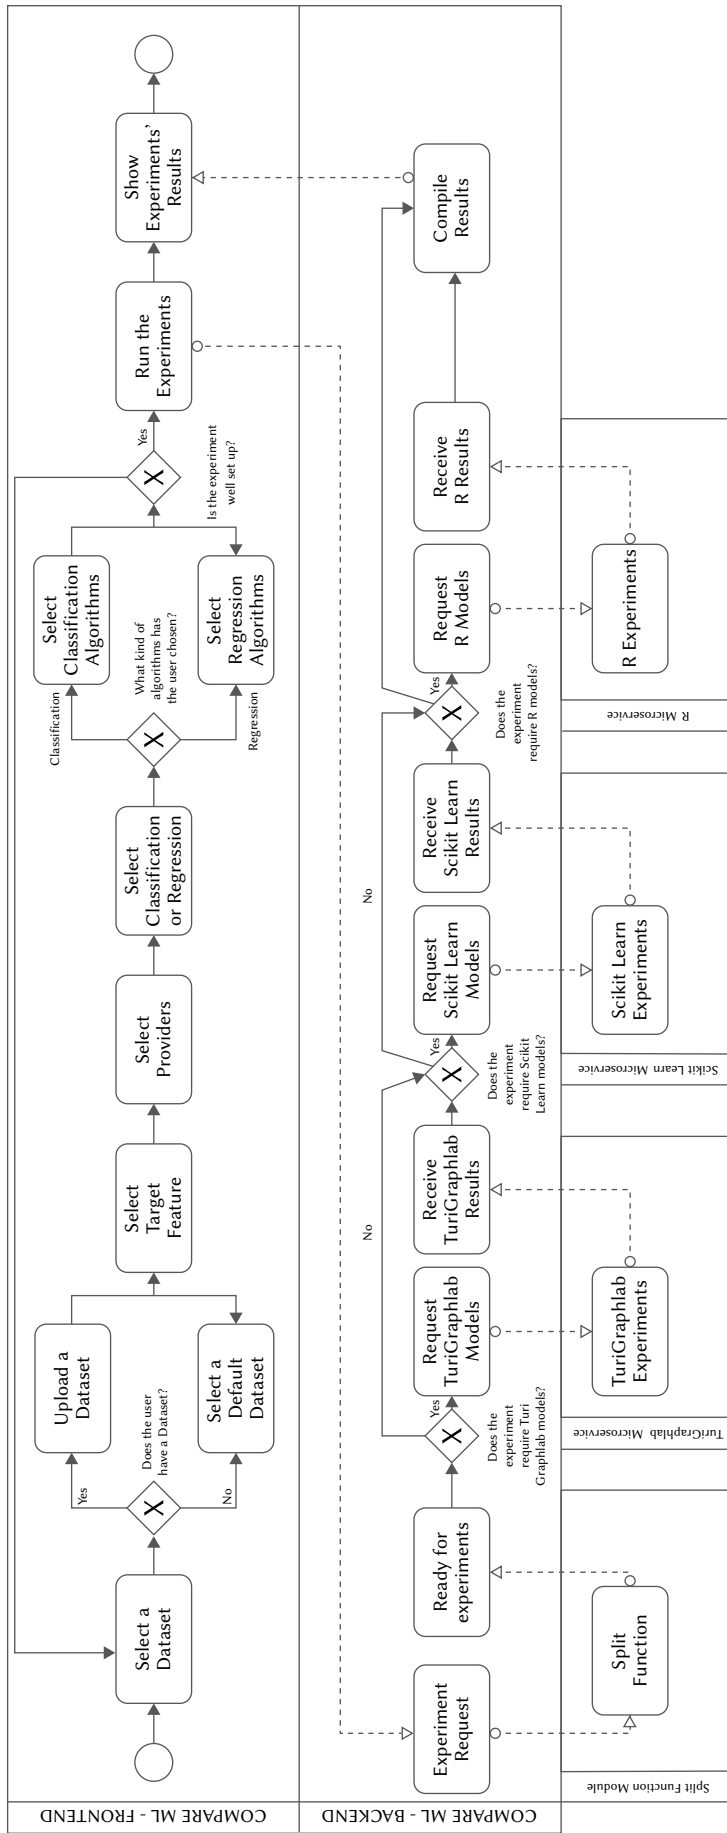 COMPARE ML - FRONTEND
Select a
Dataset
Does the user
have a Dataset?
Yes
No
Upload a
Dataset
Select a
Default
Dataset
Select
Target
Feature
Select
Providers
Select
Classification
or Regression
What kind of
algorithms has
the user chosen?
Classification
Regression
Select
Classification
Algorithms
Select
Regression
Algorithms
Is the experiment
well set up?
X
X
X
Yes
Run the
Experiments
Show
Experiments'
Results
COMPARE ML - BACKEND
Experiment
Request
Ready for
experiments
X
Does the
experiment
require Turi
Graphlab models?
Yes
No
Request
TuriGraphlab
Models
Receive
TuriGraphlab
Results
X
Does the
experiment
require Scikit
Learn models?
Yes
No
Request
Scikit Learn
Models
Receive
Scikit Learn
Results
X
Does the
experiment
require R models?
Yes
Request
R Models
Receive
R Results
Compile
Results
Split Function Module
Split
Function
TuriGraphlab Microservice
TuriGraphlab
Experiments
Scikit Learn Microservice
Scikit Learn
Experiments
R Microservice
R Experiments